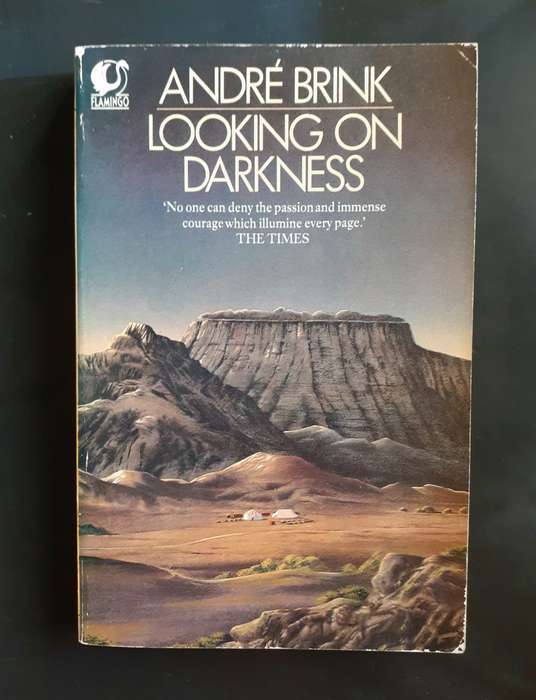 FLAMINGO
ANDRÉ BRINK
LOOKING ON
DARKNESS
‘No one can deny the passion and immense
courage which illumine every page.’
THE TIMES